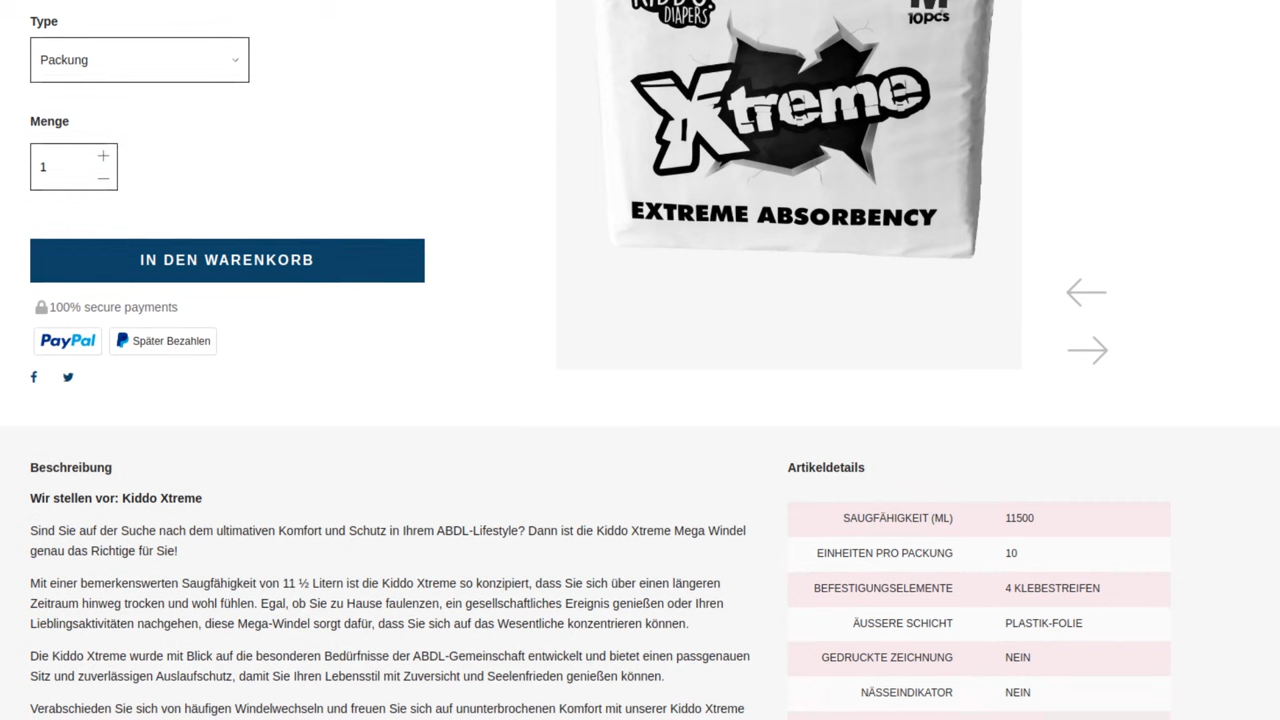 Type
Packung
Menge
1
IN DEN WARENKORB
100% secure payments
PayPal
PayPal Später Bezahlen
DIAPERS
10PCS
Xtreme
EXTREME ABSORBENCY
Beschreibung
Wir stellen vor: Kiddo Xtreme
Sind Sie auf der Suche nach dem ultimativen Komfort und Schutz in Ihrem ABDL-Lifestyle? Dann ist die Kiddo Xtreme Mega Windel
genau das Richtige für Sie!
Mit einer bemerkenswerten Saugfähigkeit von 11 ½ Litern ist die Kiddo Xtreme so konzipiert, dass Sie sich über einen längeren
Zeitraum hinweg trocken und wohl fühlen. Egal, ob Sie zu Hause faulenzen, ein gesellschaftliches Ereignis genießen oder Ihren
Lieblingsaktivitäten nachgehen, diese Mega-Windel sorgt dafür, dass Sie sich auf das Wesentliche konzentrieren können.
Die Kiddo Xtreme wurde mit Blick auf die besonderen Bedürfnisse der ABDL-Gemeinschaft entwickelt und bietet einen passgenauen
Sitz und zuverlässigen Auslaufschutz, damit Sie Ihren Lebensstil mit Zuversicht und Seelenfrieden genießen können.
Verabschieden Sie sich von häufigen Windelwechseln und freuen Sie sich auf ununterbrochenen Komfort mit unserer Kiddo Xtreme
Artikeldetails
SAUGFÄHIGKEIT (ML) 11500
EINHEITEN PRO PACKUNG 10
BEFESTIGUNGSELEMENTE 4 KLEBESTREIFEN
ÄUSSERE SCHICHT PLASTIK-FOLIE
GEDRUCKTE ZEICHNUNG NEIN
NÄSSEINDIKATOR NEIN